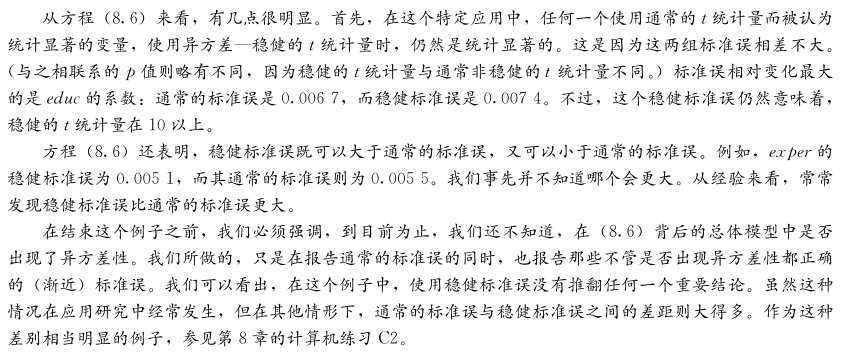 从方程（8.6）来看，有几点很明显。首先，在这个特定应用中，任何一个使用通常的 t 统计量而被认为
统计显著的变量，使用异方差—稳健的 t 统计量时，仍然是统计显著的。这是因为这两组标准误相差不大。
（与之相联系的 p 值则略有不同，因为稳健的 t 统计量与通常非稳健的 t 统计量不同。）标准误相对变化最大
的是 educ 的系数：通常的标准误是 0.006 7，而稳健标准误是 0.007 4。不过，这个稳健标准误仍然意味着，
稳健的 t 统计量在 10 以上。
方程（8.6）还表明，稳健标准误既可以大于通常的标准误，又可以小于通常的标准误。例如，exper 的
稳健标准误为 0.005 1，而其通常的标准误则为 0.005 5。我们事先并不知道哪个会更大。从经验来看，常常
发现稳健标准误比通常的标准误更大。
在结束这个例子之前，我们必须强调，到目前为止，我们还不知道，在（8.6）背后的总体模型中是否
出现了异方差性。我们所做的，只是在报告通常的标准误的同时，也报告那些不管是否出现异方差性都正确
的（渐近）标准误。我们可以看出，在这个例子中，使用稳健标准误没有推翻任何一个重要结论。虽然这种
情况在应用研究中经常发生，但在其他情形下，通常的标准误与稳健标准误之间的差距则大得多。作为这种
差别相当明显的例子，参见第 8 章的计算机练习 C2。